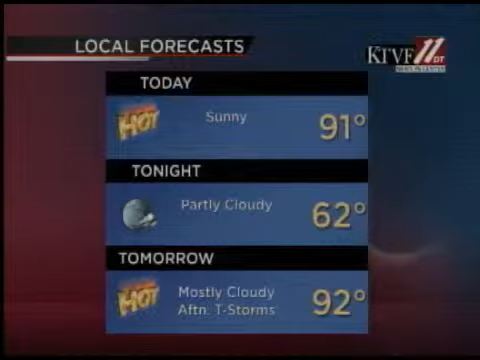 LOCAL FORECASTS
KTVF 11 DT
TODAY
HOT
Sunny
91°
TONIGHT
Partly Cloudy
62°
TOMORROW
HOT
Mostly Cloudy
Aftn. T-Storms
92°